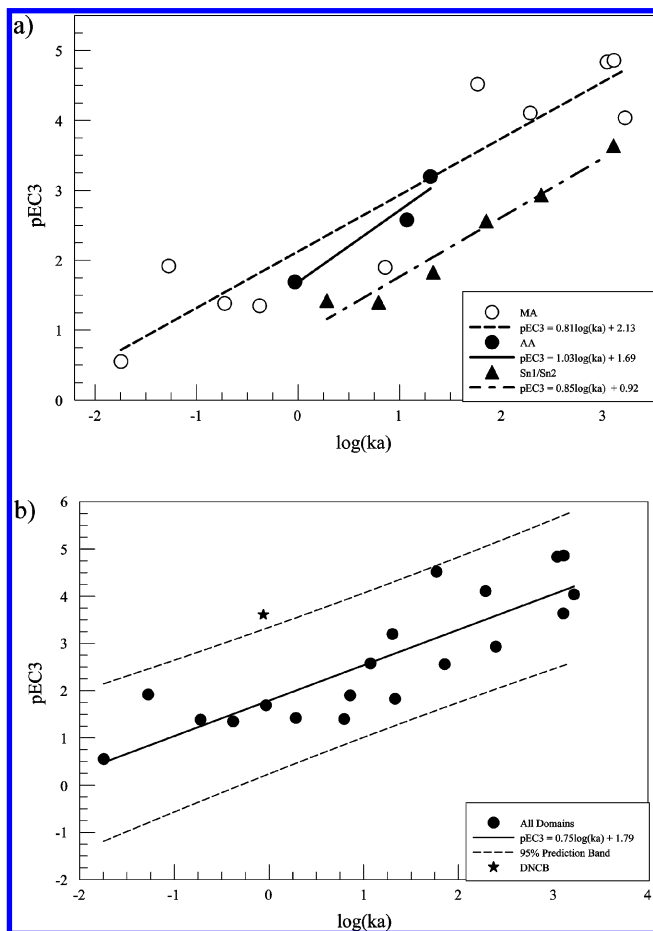 a)
5
4
3
2
1
0
pEC3
-2
-1
0
1
2
3
log(ka)
MA
pEC3 = 0.81log(ka) + 2.13
AA
pEC3 = 1.03log(ka) + 1.69
Sn1/Sn2
pEC3 = 0.85log(ka) + 0.92
b)
6
5
4
3
2
1
0
-1
-2
pEC3
-2
-1
0
1
2
3
4
log(ka)
All Domains
pEC3 = 0.75log(ka) + 1.79
95% Prediction Band
DNCB